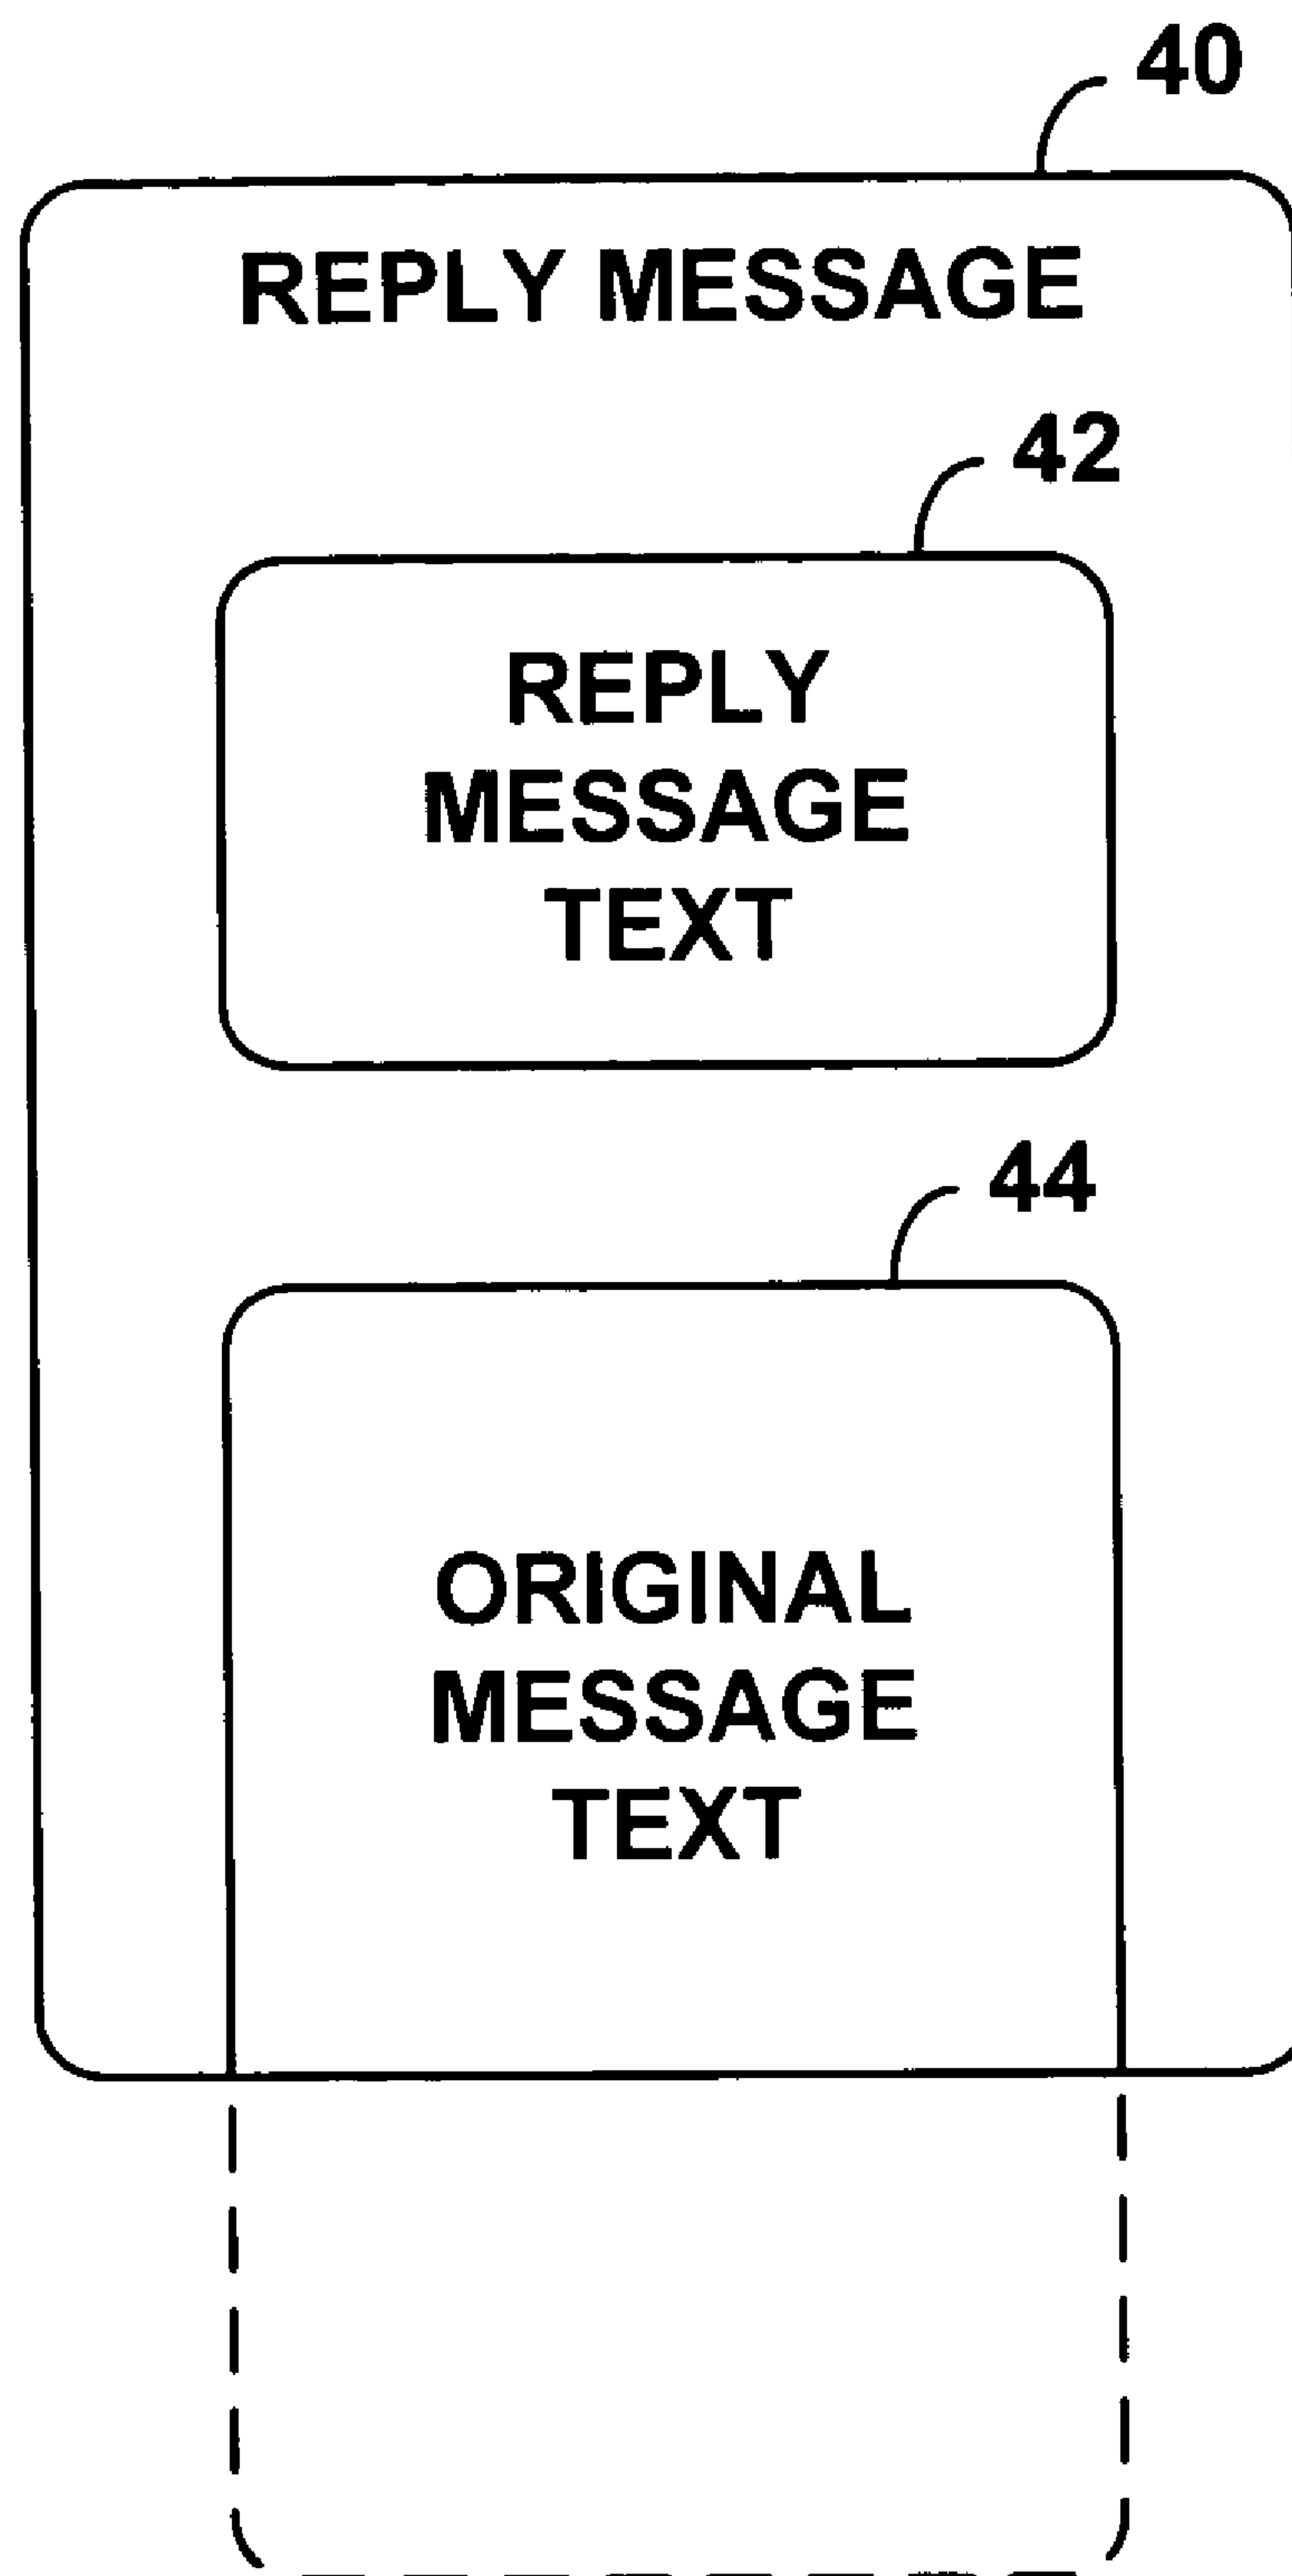 40
REPLY MESSAGE
42
REPLY
MESSAGE
TEXT
44
ORIGINAL
MESSAGE
TEXT